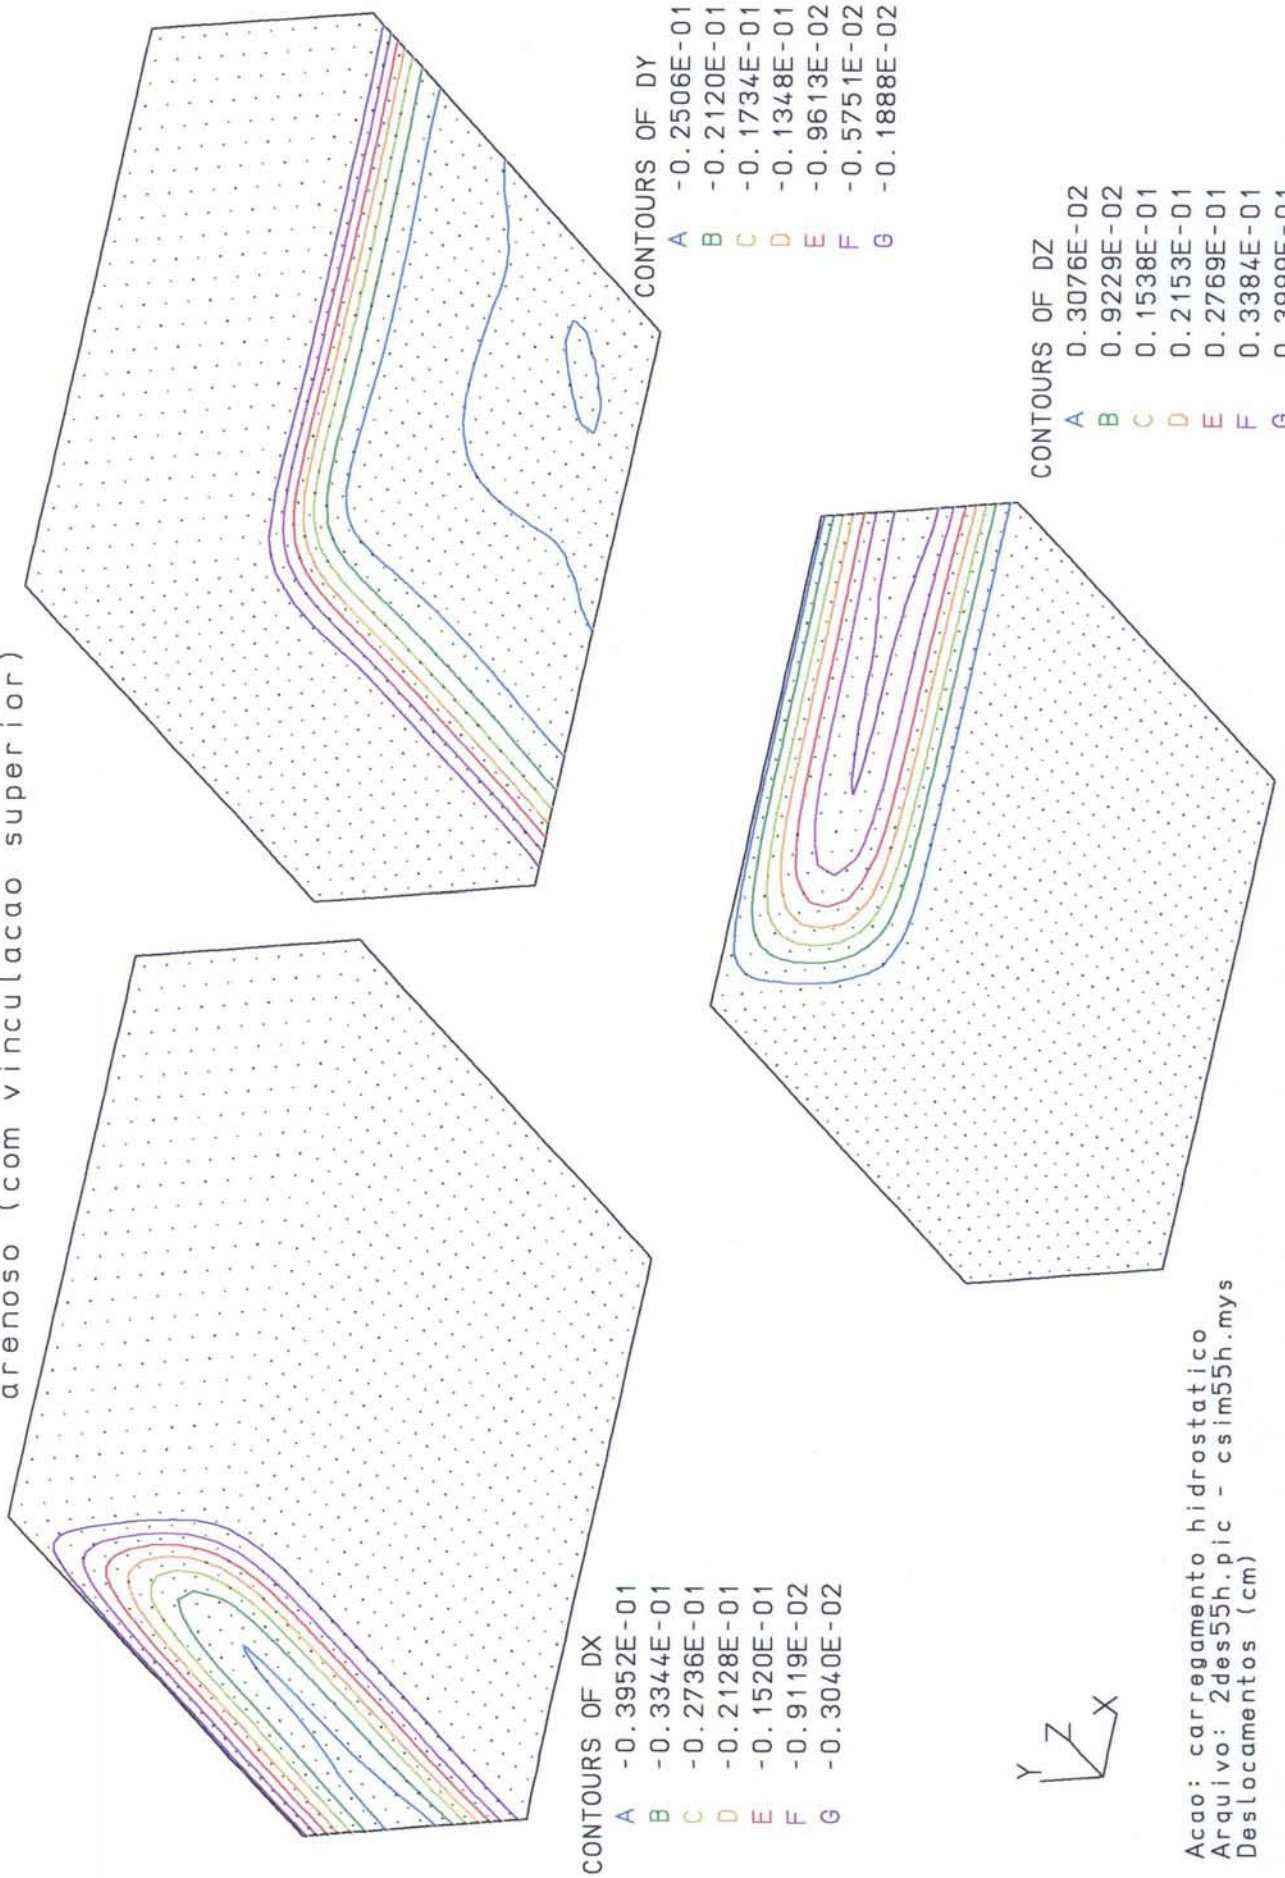 arenoso (com vinculacao superior)
CONTOURS OF DX
A -0.3952E-01
B -0.3344E-01
C -0.2736E-01
D -0.2128E-01
E -0.1520E-01
F -0.9119E-02
G -0.3040E-02
CONTOURS OF DY
A -0.2506E-01
B -0.2120E-01
C -0.1734E-01
D -0.1348E-01
E -0.9613E-02
F -0.5751E-02
G -0.1888E-02
CONTOURS OF DZ
A 0.3076E-02
B 0.9229E-02
C 0.1538E-01
D 0.2153E-01
E 0.2769E-01
F 0.3384E-01
G
Y
Z
X
Acao: carregamento hidrostatico
Arquivo: 2des55h.pic - csim55h.mys
Deslocamentos (cm)